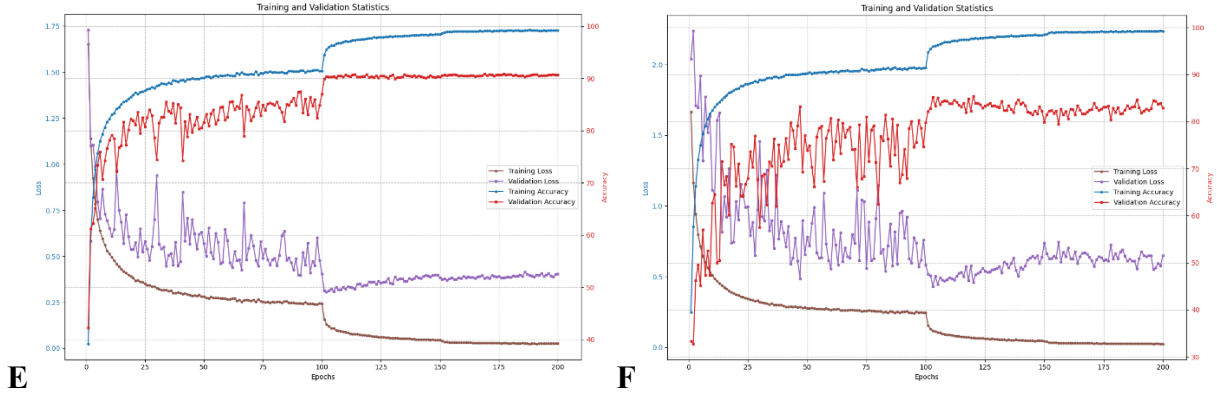 Training and Validation Statistics
1.75
1.50
1.25
1.00
0.75
0.50
0.25
0.00
Loss
100
90
80
70
60
50
40
Accuracy
Training Loss
Validation Loss
Training Accuracy
Validation Accuracy
0 25 50 75 100 125 150 175 200
Epochs
E
Training and Validation Statistics
2.0
1.5
1.0
0.5
0.0
Loss
100
90
80
70
60
50
40
30
Accuracy
Training Loss
Validation Loss
Training Accuracy
Validation Accuracy
0 25 50 75 100 125 150 175 200
Epochs
F